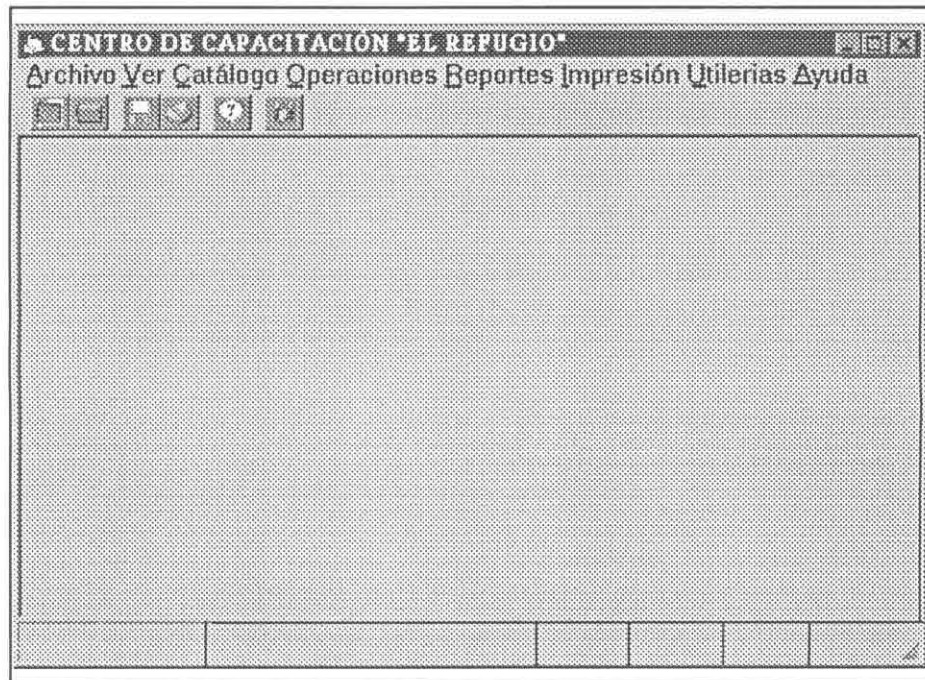 CENTRO DE CAPACITACIÓN "EL REFUGIO"
Archivo Ver Catálogo Operaciones Reportes Impresión Utilerias Ayuda